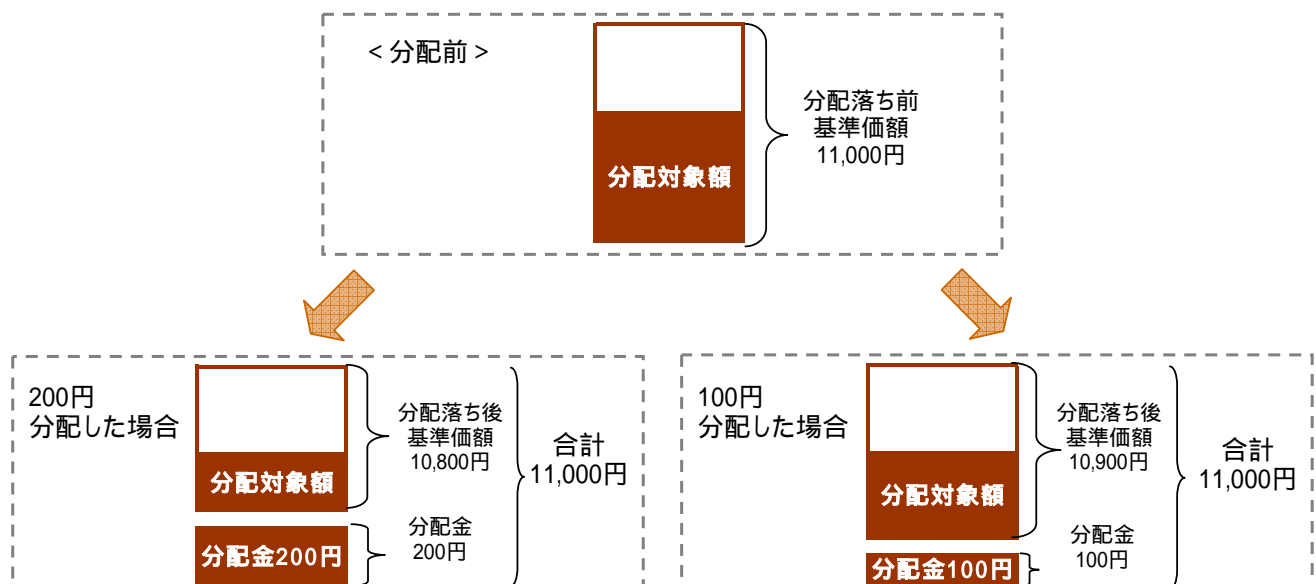 < 分配前 >
分配落ち前
基準価額
11,000円
分配対象額
200円
分配した場合
分配落ち後
基準価額
10,800円
合計
11,000円
分配対象額
分配金
200円
分配金200円
100円
分配した場合
分配落ち後
基準価額
10,900円
合計
11,000円
分配対象額
分配金
100円
分配金100円